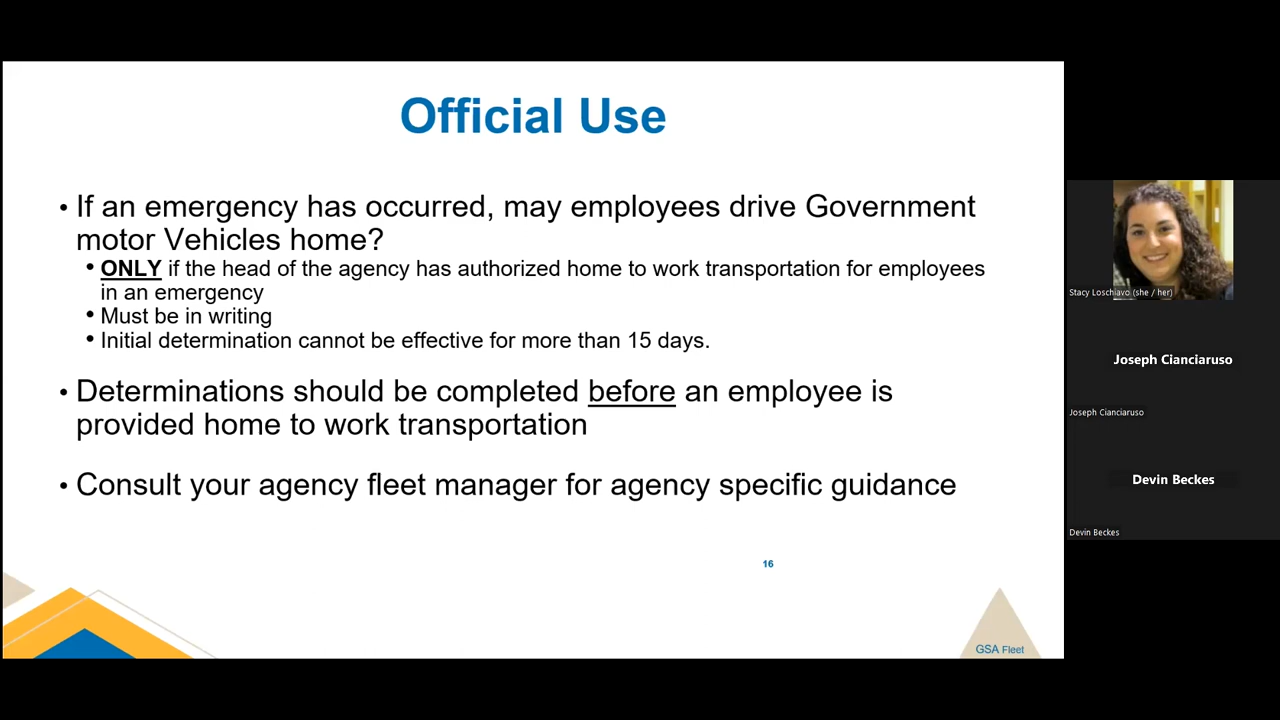 Official Use
• If an emergency has occurred, may employees drive Government
motor Vehicles home?
• ONLY if the head of the agency has authorized home to work transportation for employees
in an emergency
• Must be in writing
• Initial determination cannot be effective for more than 15 days.
• Determinations should be completed before an employee is
provided home to work transportation
• Consult your agency fleet manager for agency specific guidance
16
GSA Fleet
Stacy Loschiavo (she / her)
Joseph Cianciaruso
Joseph Cianciaruso
Devin Beckes
Devin Beckes